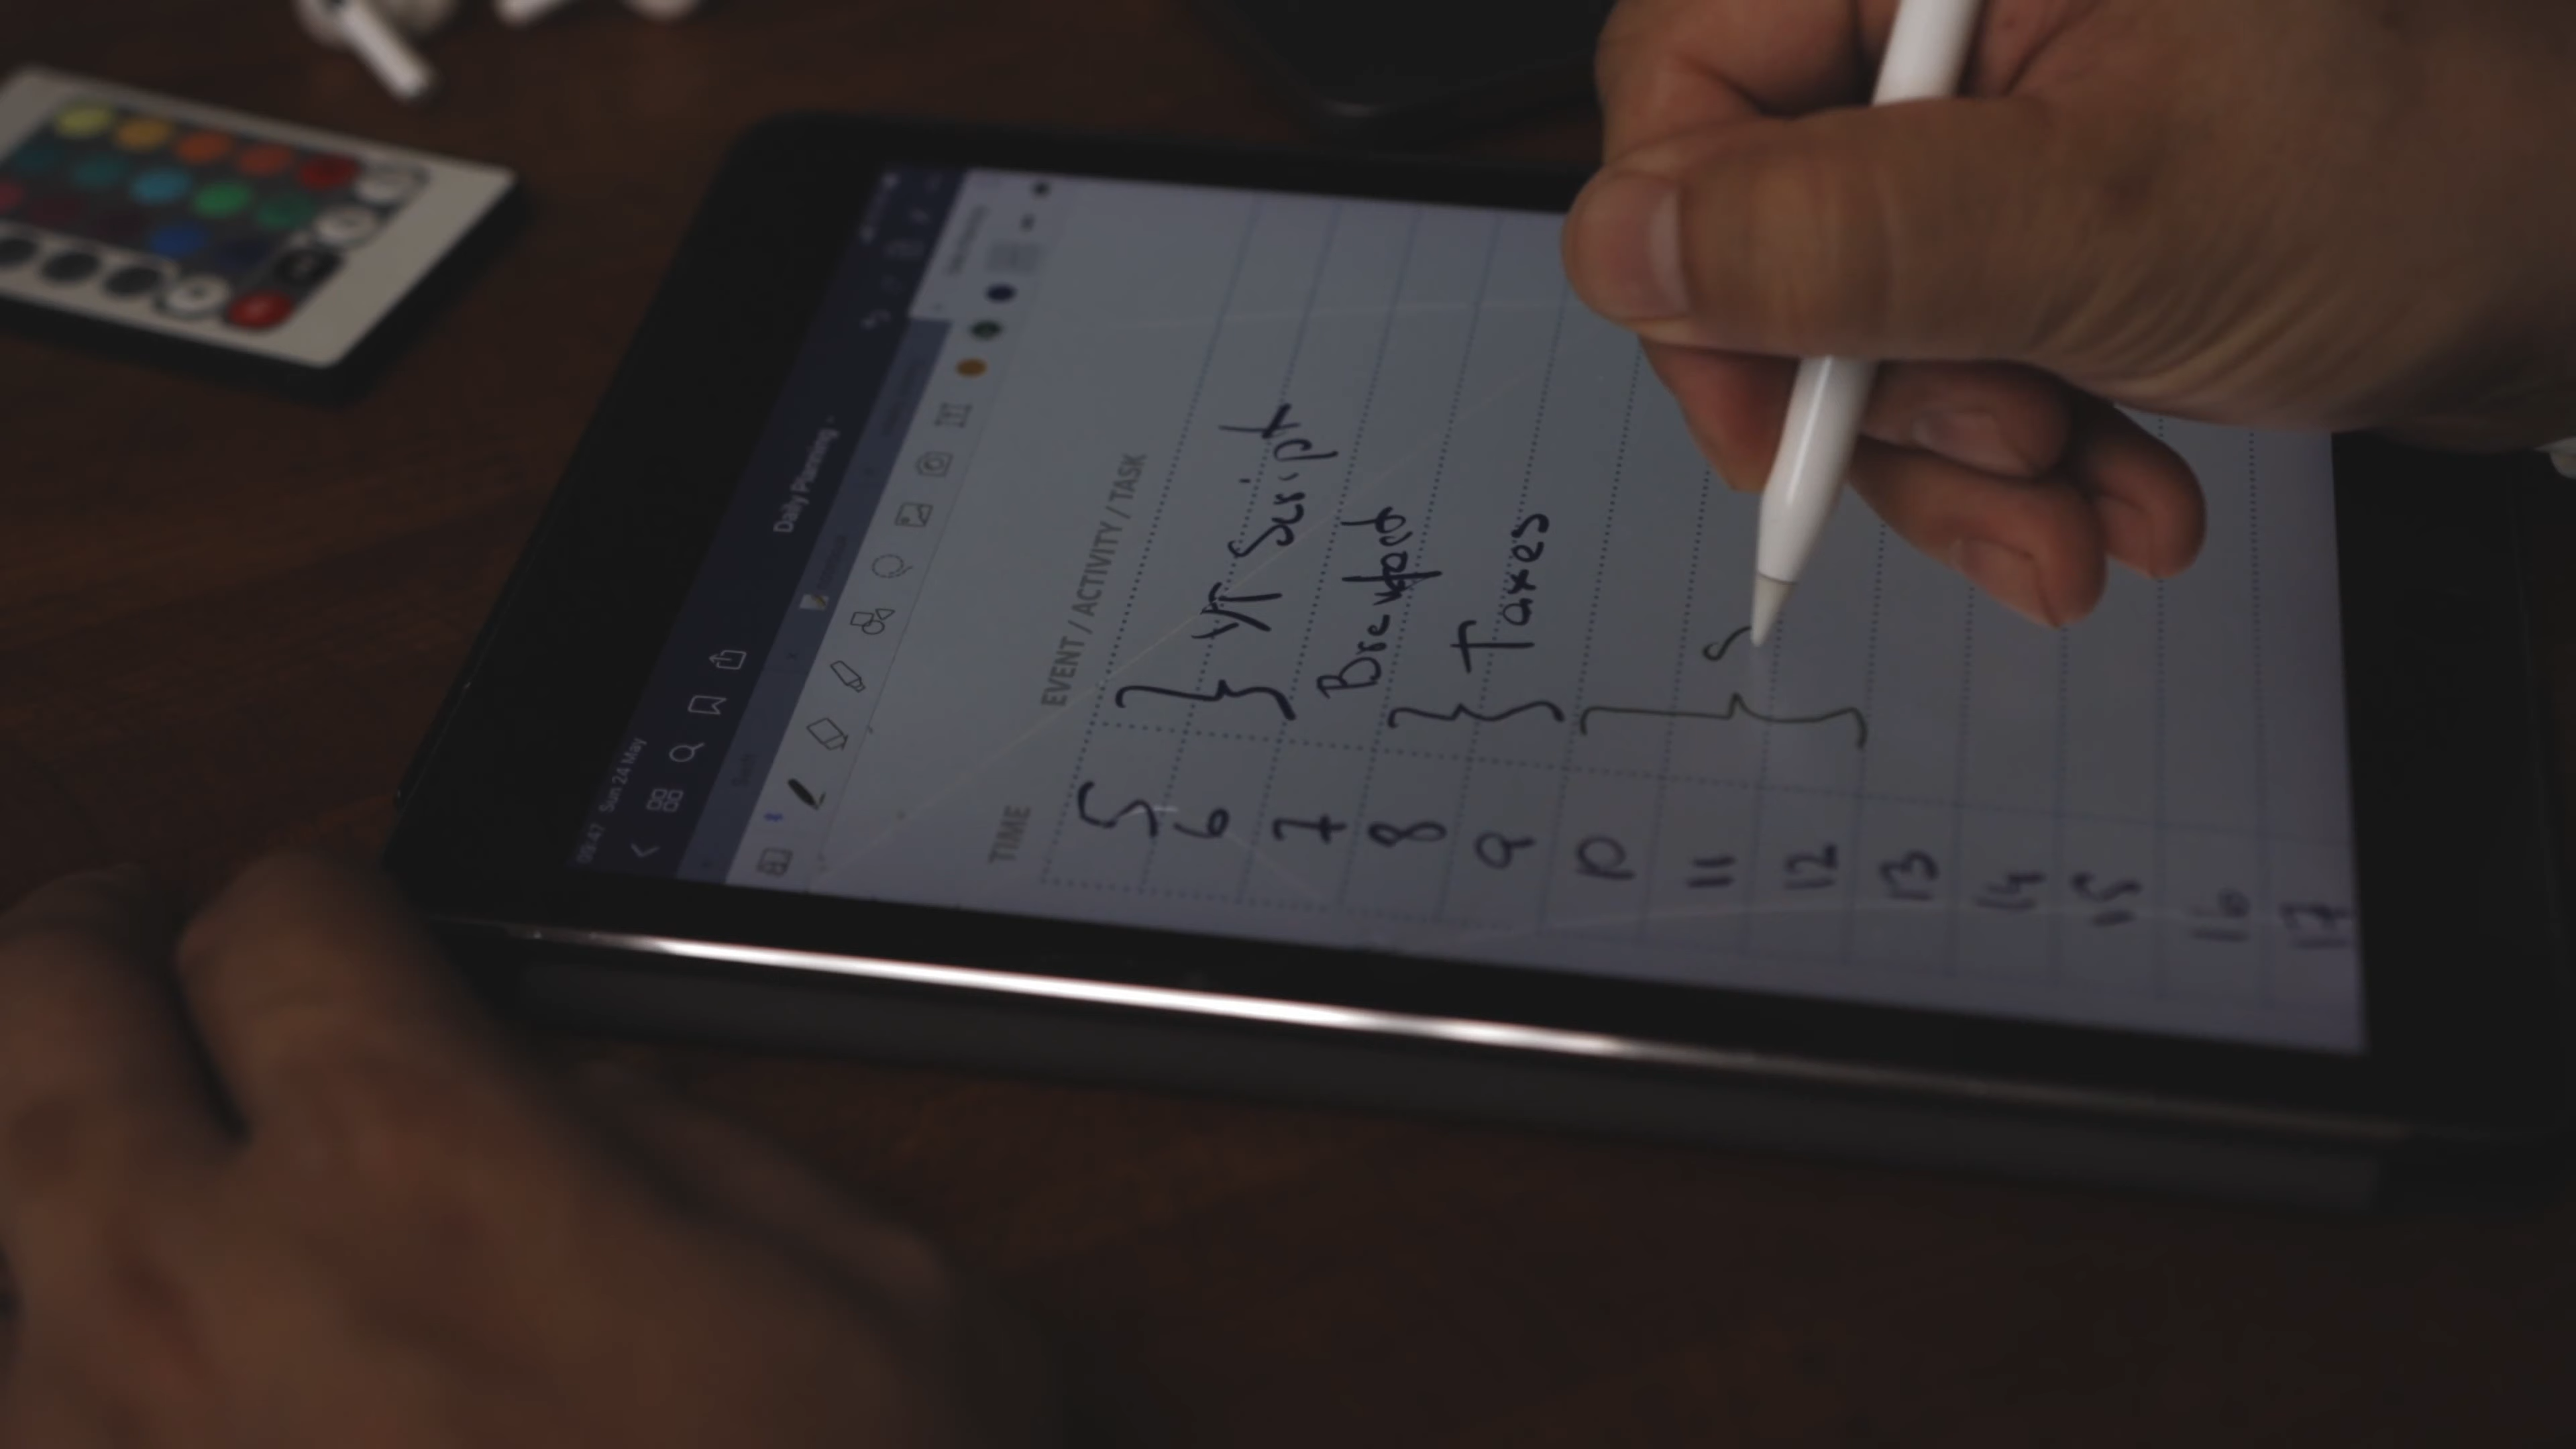 09:47 Sun 24 May
Daily Planning
TIME EVENT / ACTIVITY / TASK
5
6 YT Script
7
8
9 Taxes
10
11 S
12
13
14
15
16
17